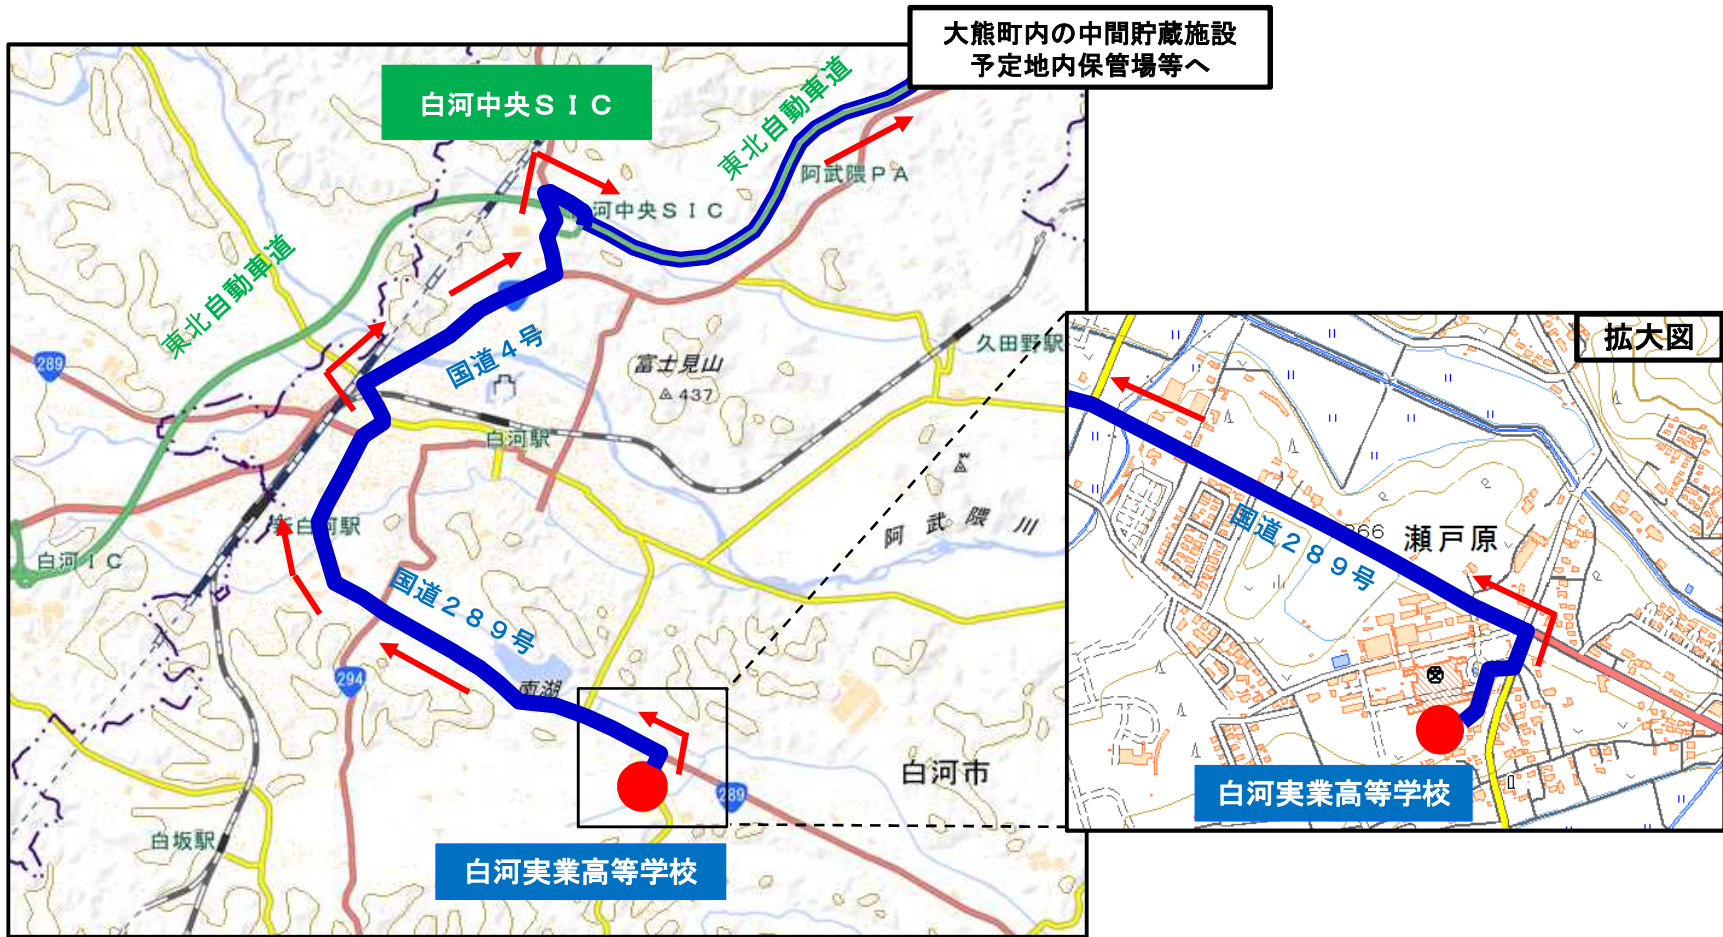 大熊町内の中間貯蔵施設
予定地内保管場等へ
白河中央ＳＩＣ
東北自動車道
阿武隈ＰＡ
河中央ＳＩＣ
東北自動車道
289
国道４号
富士見山
437
久田野駅
白河駅
新白河駅
白河ＩＣ
阿武隈川
国道２８９号
294
南湖
白河市
289
白坂駅
白河実業高等学校
拡大図
国道２８９号
366
瀬戸原
白河実業高等学校